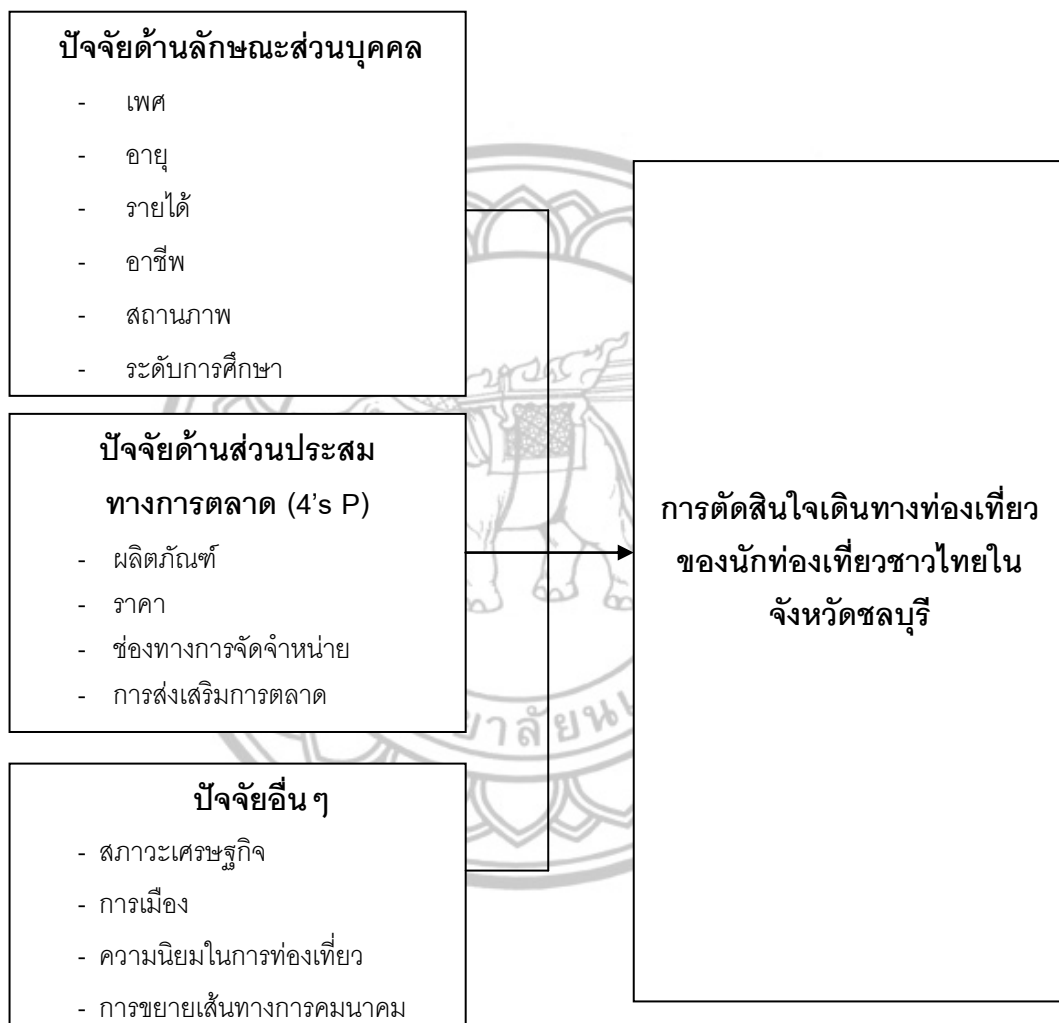 ปัจจัยด้านลักษณะส่วนบุคคล
- เพศ
- อายุ
- รายได้
- อาชีพ
- สถานภาพ
- ระดับการศึกษา
ปัจจัยด้านส่วนประสม
ทางการตลาด (4’s P)
- ผลิตภัณฑ์
- ราคา
- ช่องทางการจัดจำหน่าย
- การส่งเสริมการตลาด
ปัจจัยอื่น ๆ
- สภาวะเศรษฐกิจ
- การเมือง
- ความนิยมในการท่องเที่ยว
- การขยายเส้นทางการคมนาคม
การตัดสินใจเดินทางท่องเที่ยว
ของนักท่องเที่ยวชาวไทยใน
จังหวัดชลบุรี